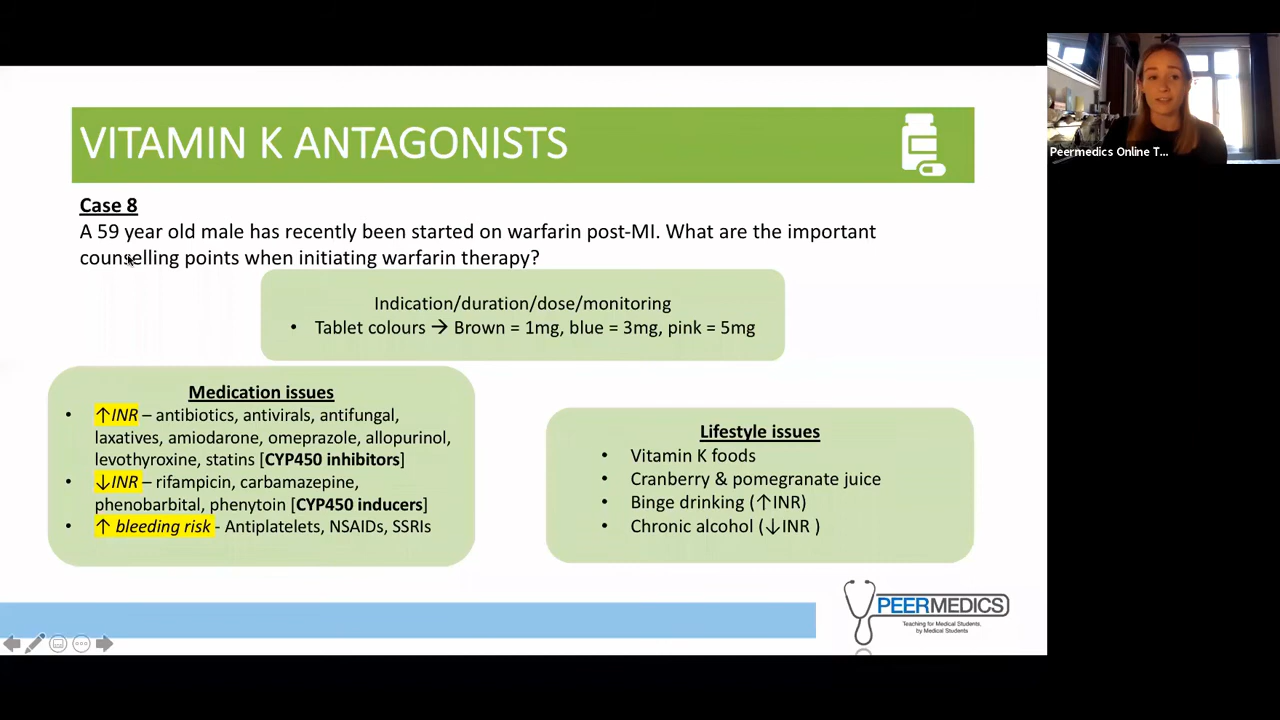 VITAMIN K ANTAGONISTS
Case 8
A 59 year old male has recently been started on warfarin post-MI. What are the important
counselling points when initiating warfarin therapy?
Indication/duration/dose/monitoring
• Tablet colours → Brown = 1mg, blue = 3mg, pink = 5mg
Medication issues
• ↑INR – antibiotics, antivirals, antifungal,
laxatives, amiodarone, omeprazole, allopurinol,
levothyroxine, statins [CYP450 inhibitors]
• ↓INR – rifampicin, carbamazepine,
phenobarbital, phenytoin [CYP450 inducers]
• ↑ bleeding risk - Antiplatelets, NSAIDs, SSRIs
Lifestyle issues
• Vitamin K foods
• Cranberry & pomegranate juice
• Binge drinking (↑INR)
• Chronic alcohol (↓INR )
PEERMEDICS
Teaching for Medical Students,
by Medical Students
Peermedics Online T...